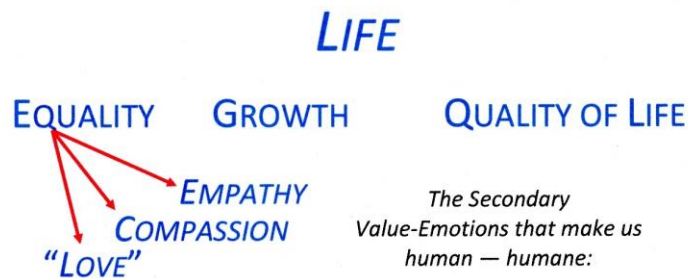 LIFE
EQUALITY GROWTH QUALITY OF LIFE
EMPATHY
COMPASSION
“LOVE”
The Secondary
Value-Emotions that make us
human — humane: